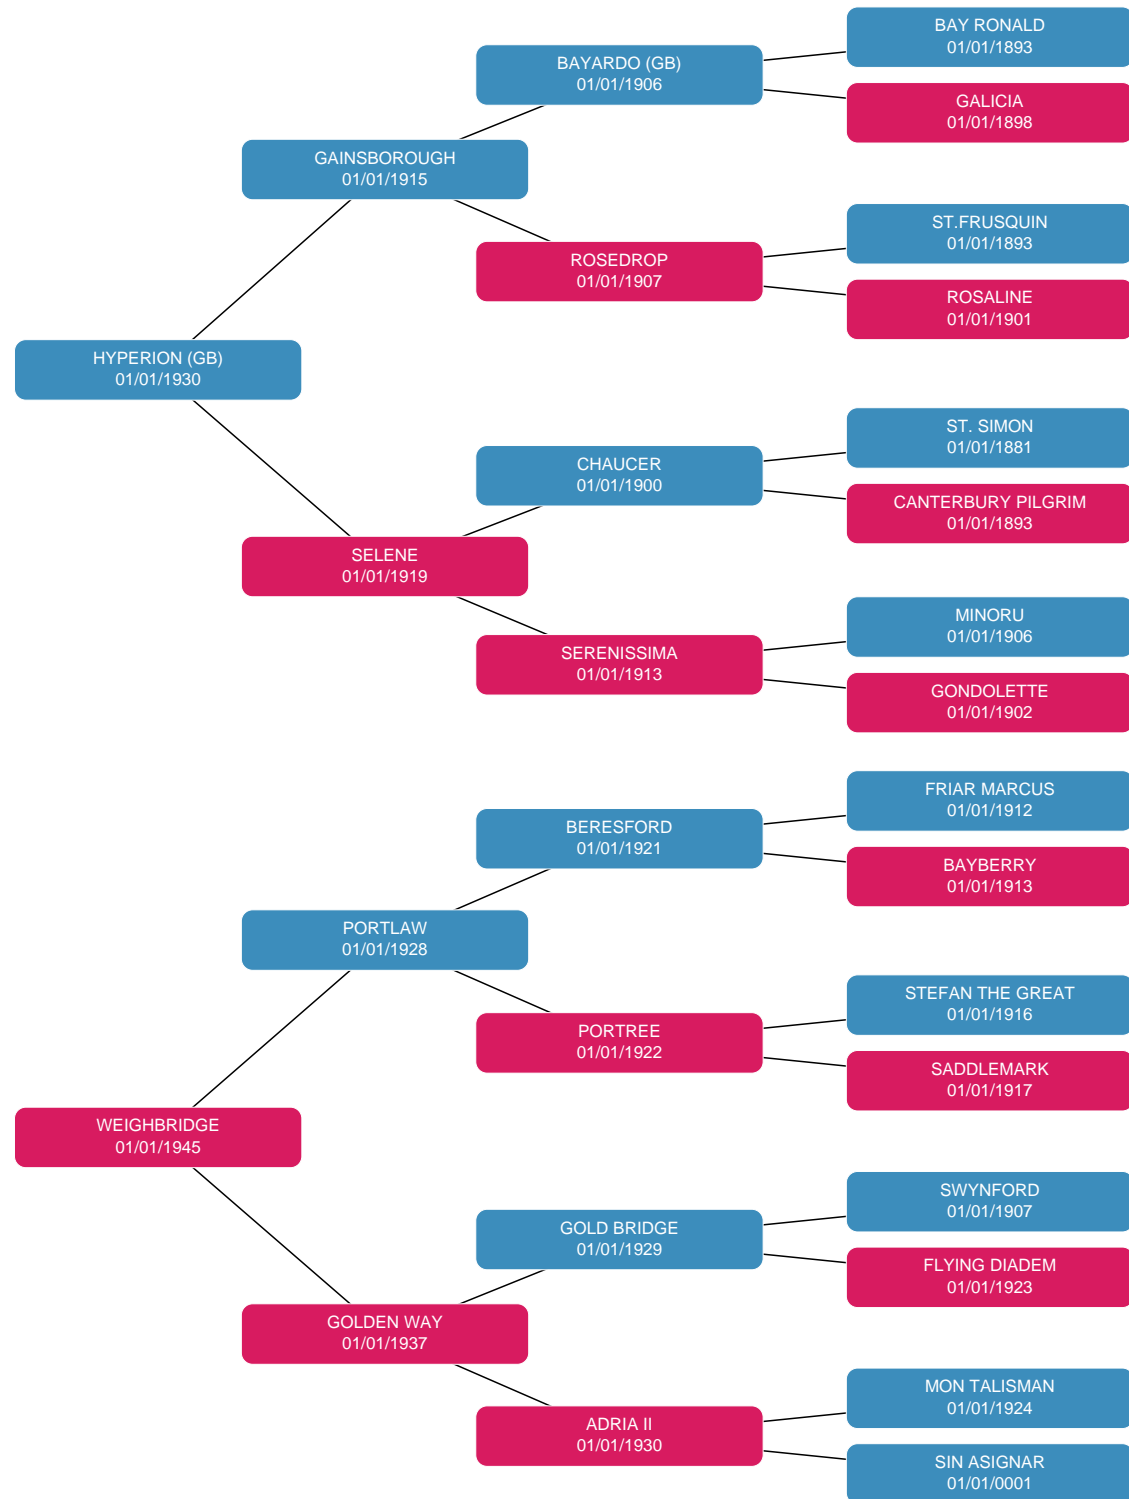 BAY RONALD
01/01/1893
BAYARDO (GB)
01/01/1906
GALICIA
01/01/1898
GAINSBOROUGH
01/01/1915
ST.FRUSQUIN
01/01/1893
ROSEDROP
01/01/1907
ROSALINE
01/01/1901
HYPERION (GB)
01/01/1930
ST. SIMON
01/01/1881
CHAUCER
01/01/1900
CANTERBURY PILGRIM
01/01/1893
SELENE
01/01/1919
MINORU
01/01/1906
SERENISSIMA
01/01/1913
GONDOLETTE
01/01/1902
FRIAR MARCUS
01/01/1912
BERESFORD
01/01/1921
BAYBERRY
01/01/1913
PORTLAW
01/01/1928
STEFAN THE GREAT
01/01/1916
PORTREE
01/01/1922
SADDLEMARK
01/01/1917
WEIGHBRIDGE
01/01/1945
SWYNFORD
01/01/1907
GOLD BRIDGE
01/01/1929
FLYING DIADEM
01/01/1923
GOLDEN WAY
01/01/1937
MON TALISMAN
01/01/1924
ADRIA II
01/01/1930
SIN ASIGNAR
01/01/0001